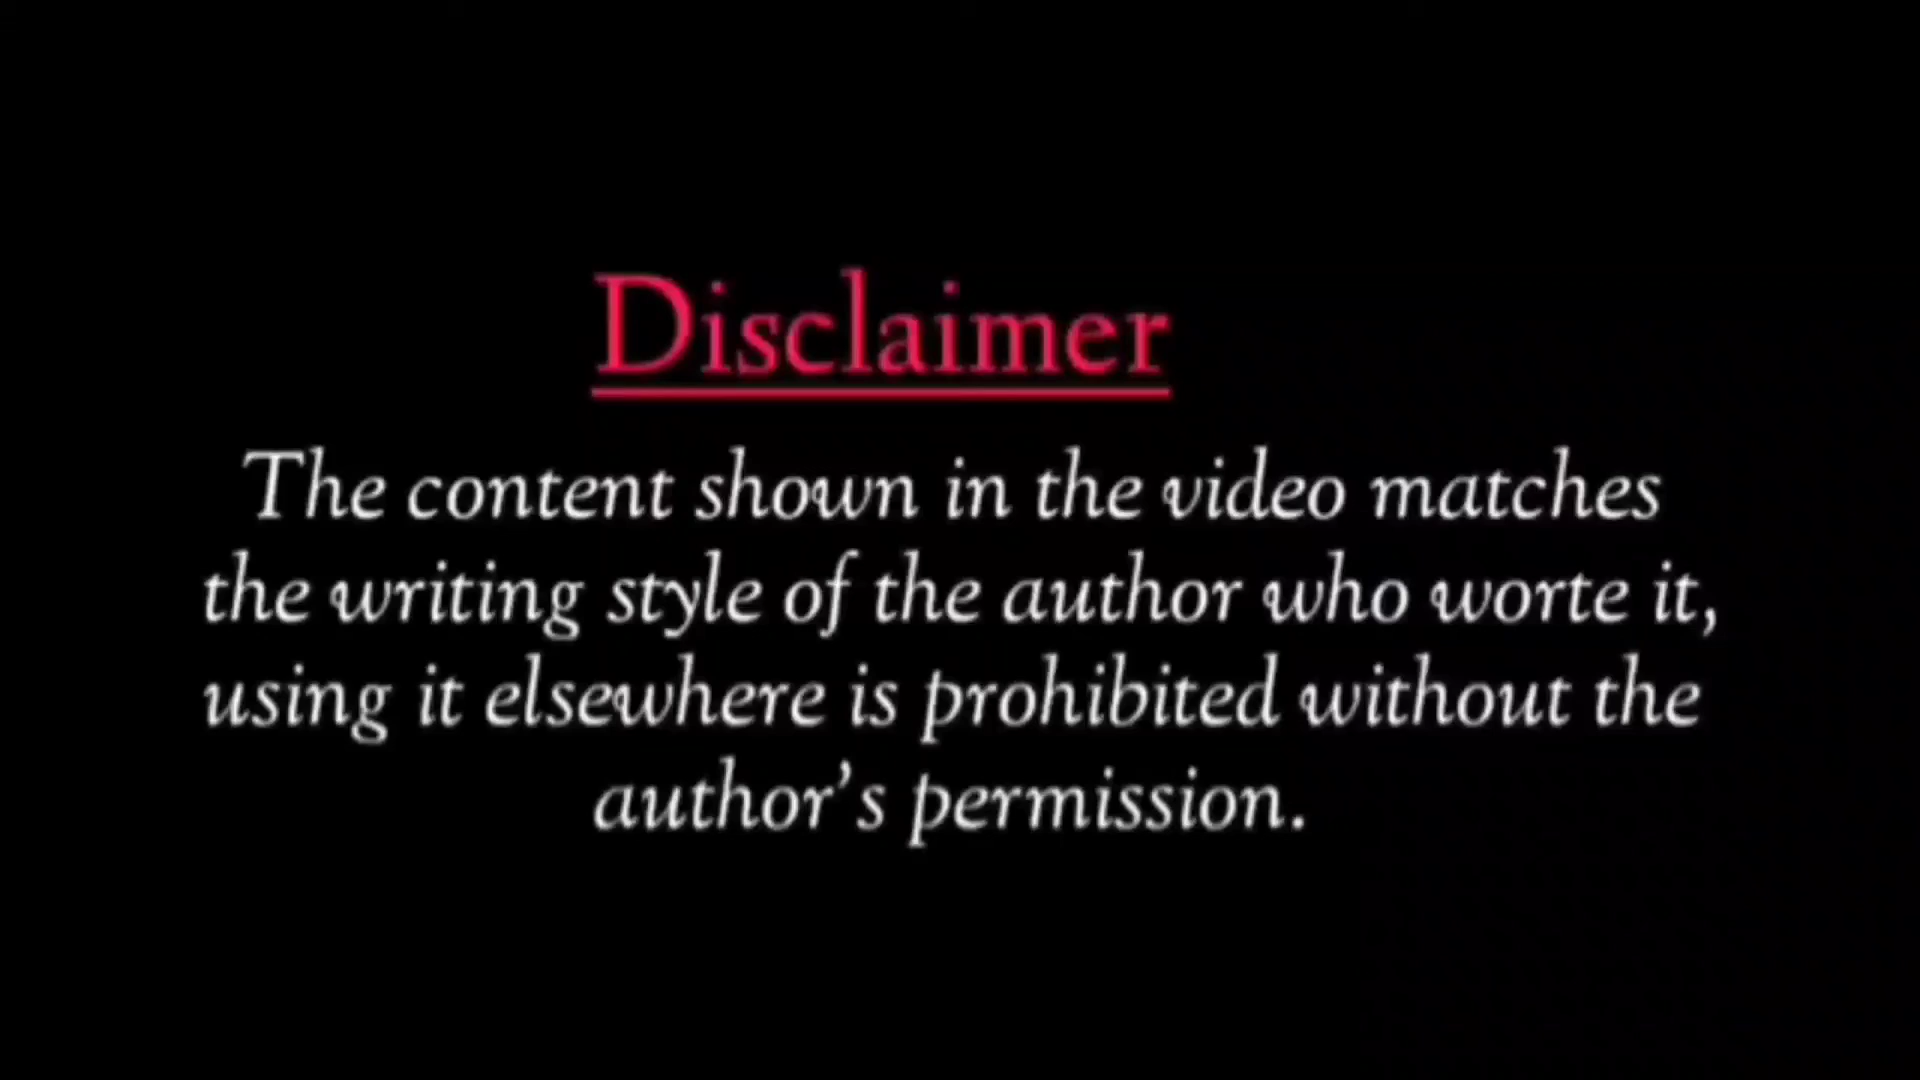 Disclaimer
The content shown in the video matches
the writing style of the author who worte it,
using it elsewhere is prohibited without the
author's permission.